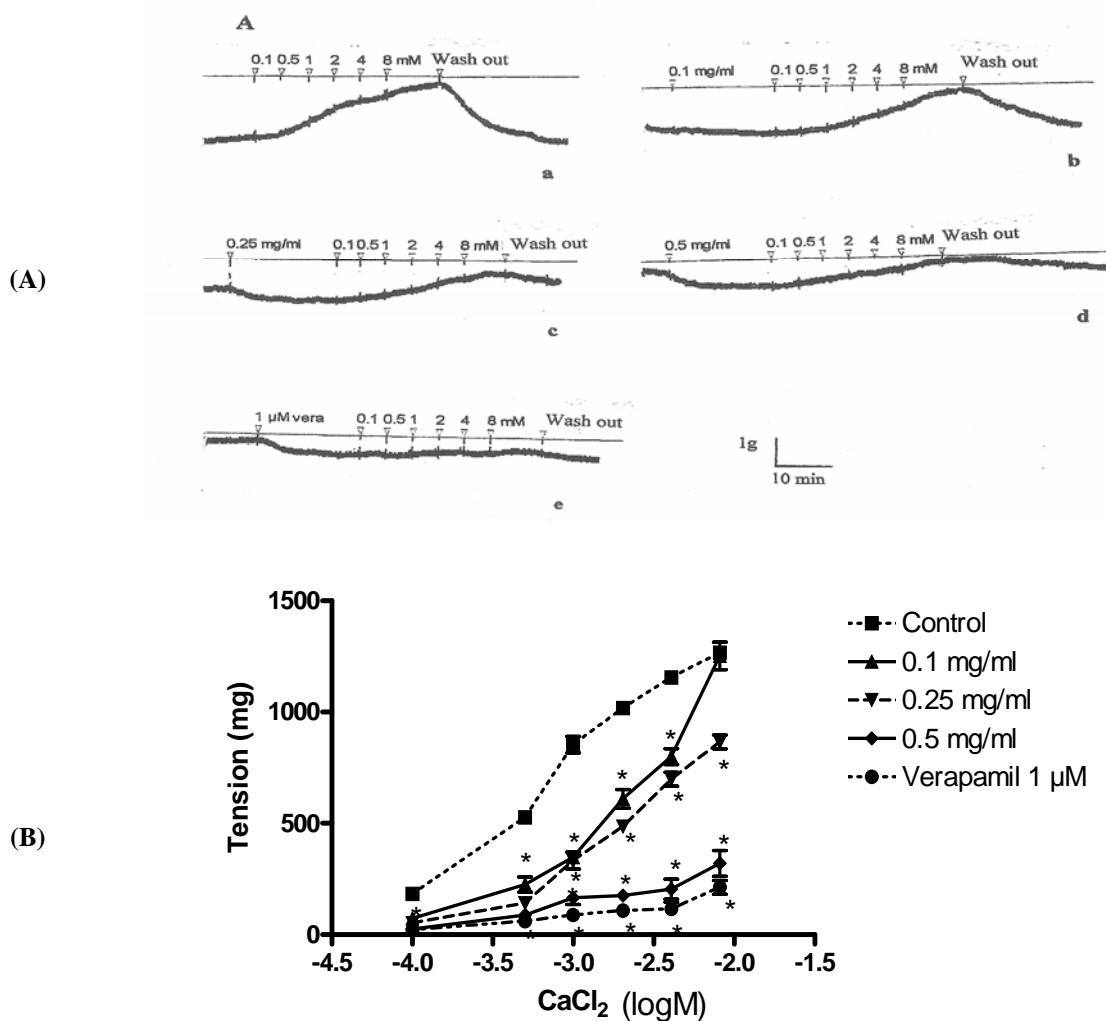 A
0.1 0.5 1 2 4 8 mM Wash out
a
0.1 mg/ml 0.1 0.5 1 2 4 8 mM Wash out
b
(A)
0.25 mg/ml 0.1 0.5 1 2 4 8 mM Wash out
c
0.5 mg/ml 0.1 0.5 1 2 4 8 mM Wash out
d
1 µM vera 0.1 0.5 1 2 4 8 mM Wash out
e
1g
10 min
(B)
Tension (mg)
1500
1000
500
0
-4.5 -4.0 -3.5 -3.0 -2.5 -2.0 -1.5
CaCl₂ (logM)
Control
0.1 mg/ml
0.25 mg/ml
0.5 mg/ml
Verapamil 1 µM